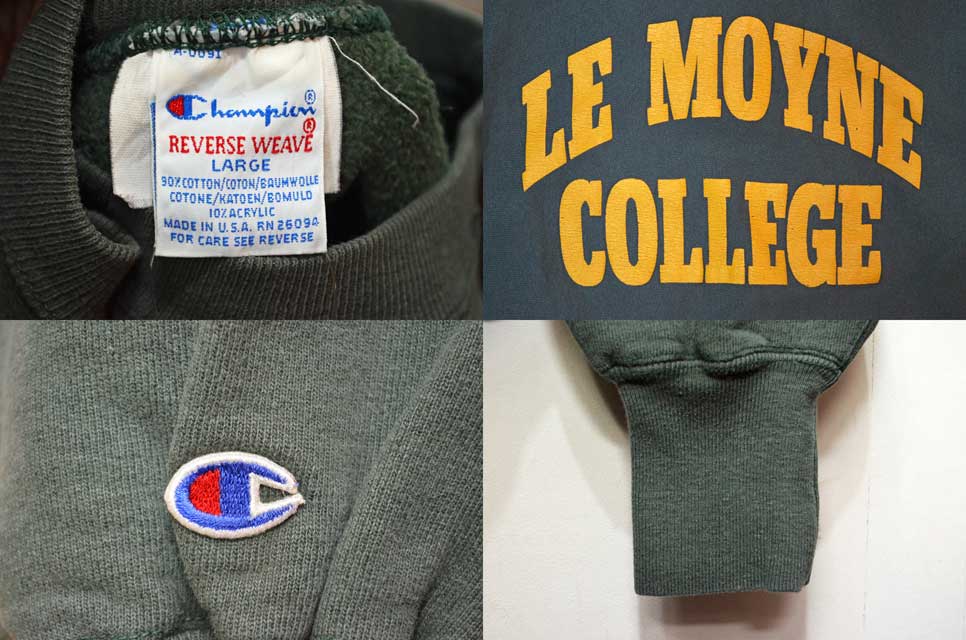 A-0091
Champion®
REVERSE WEAVE®
LARGE
90% COTTON/COTON/BAUMWOLLE
COTONE/KATOEN/BOMULD
10% ACRYLIC
MADE IN U.S.A. RN 26094
FOR CARE SEE REVERSE
LE MOYNE
COLLEGE